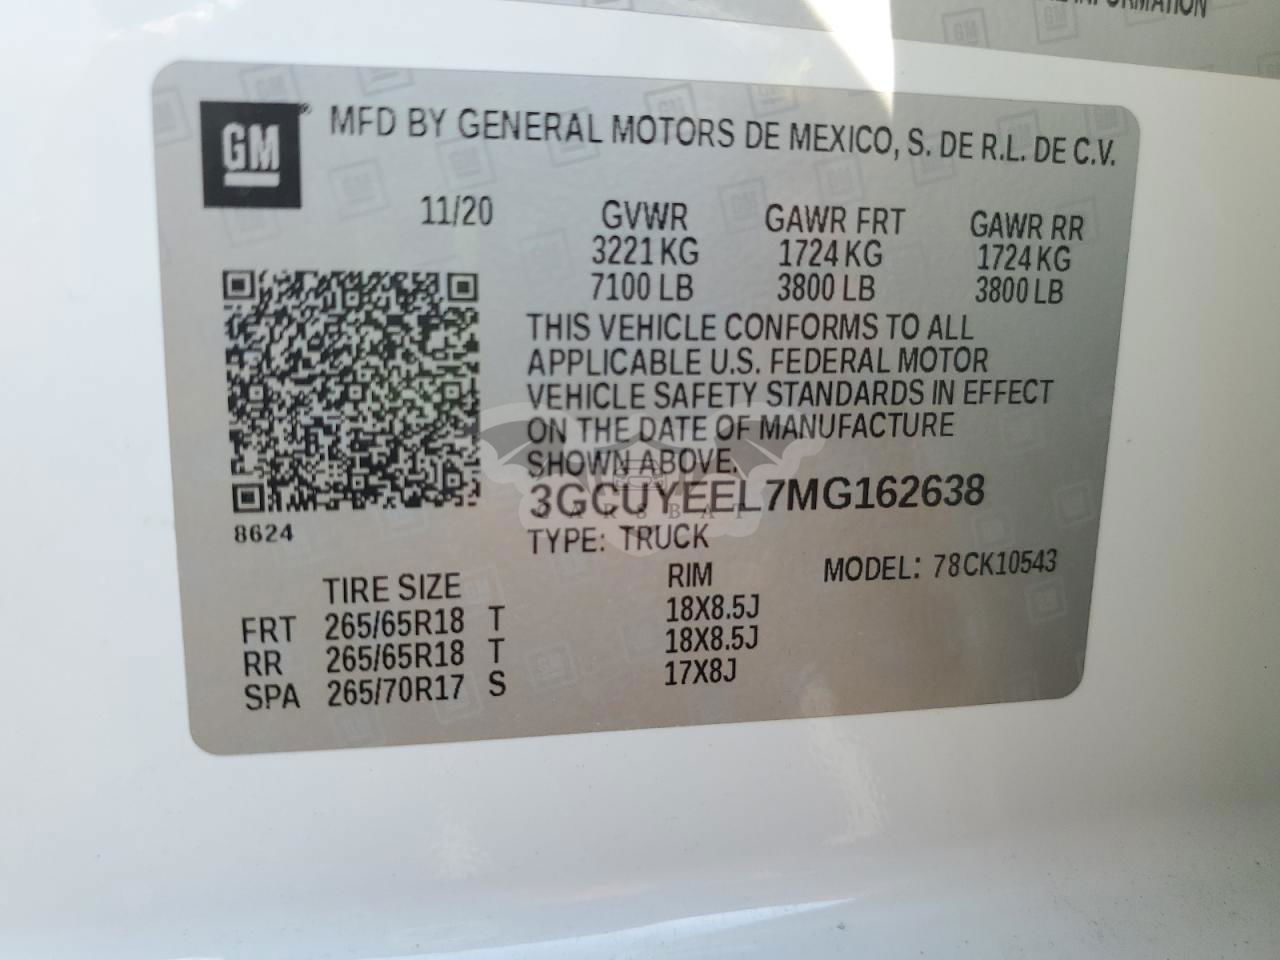 INFORMATION
GM
MFD BY GENERAL MOTORS DE MEXICO, S. DE R.L. DE C.V.
11/20 GVWR GAWR FRT GAWR RR
3221 KG 1724 KG 1724 KG
7100 LB 3800 LB 3800 LB
THIS VEHICLE CONFORMS TO ALL
APPLICABLE U.S. FEDERAL MOTOR
VEHICLE SAFETY STANDARDS IN EFFECT
ON THE DATE OF MANUFACTURE
SHOWN ABOVE.
3GCUYEEL7MG162638
8624
TYPE: TRUCK
MODEL: 78CK10543
TIRE SIZE RIM
FRT 265/65R18 T 18X8.5J
RR 265/65R18 T 18X8.5J
SPA 265/70R17 S 17X8J